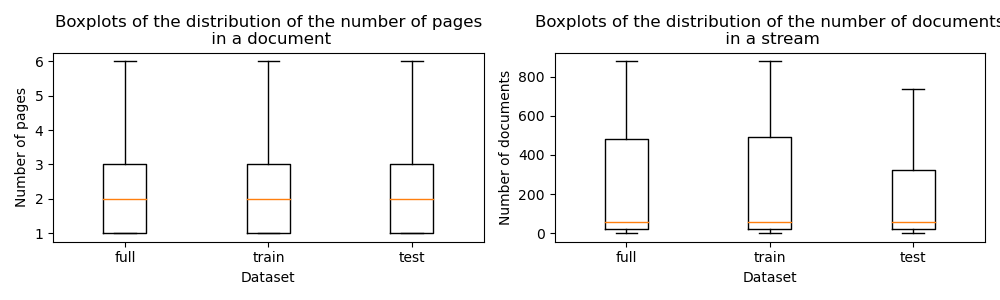 Boxplots of the distribution of the number of pages
in a document
Number of pages
6
5
4
3
2
1
full
train
test
Dataset
Boxplots of the distribution of the number of documents
in a stream
Number of documents
800
600
400
200
0
full
train
test
Dataset